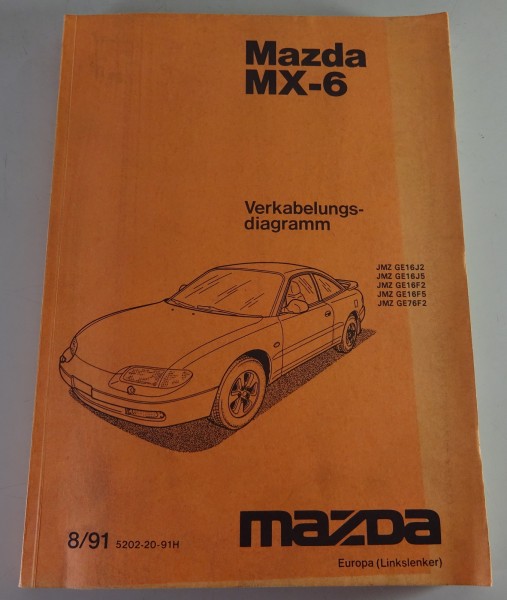 Mazda
MX-6
Verkabelungs-
diagramm
JMZ GE16J2
JMZ GE16J5
JMZ GE16F2
JMZ GE16F5
JMZ GE76F2
8/91 5202-20-91H
mazda
Europa (Linkslenker)